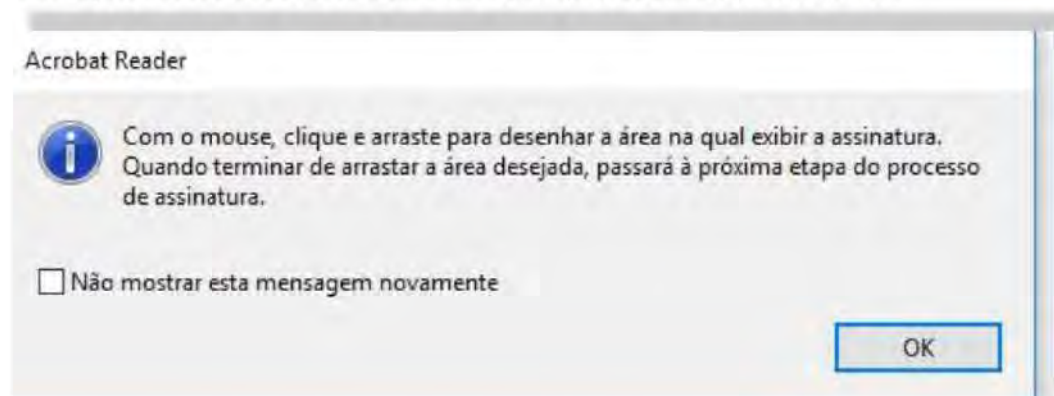 Acrobat Reader
Com o mouse, clique e arraste para desenhar a área na qual exibir a assinatura.
Quando terminar de arrastar a área desejada, passará à próxima etapa do processo
de assinatura.
Não mostrar esta mensagem novamente
OK